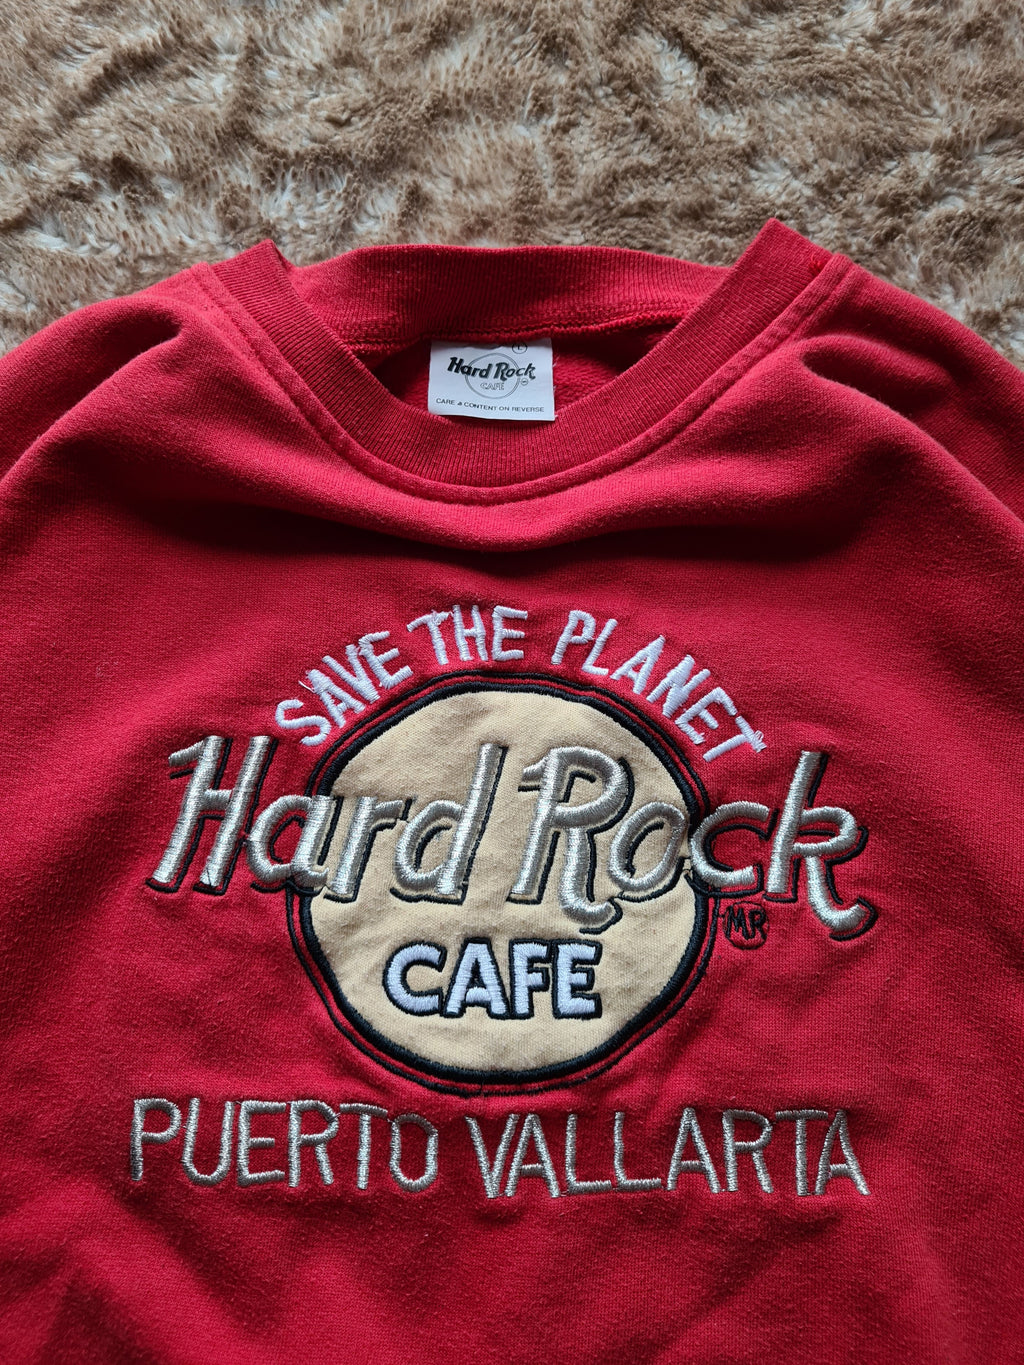 Hard Rock
CAFE
CARE & CONTENT ON REVERSE
SAVE THE PLANET
Hard Rock
MR
CAFE
PUERTO VALLARTA